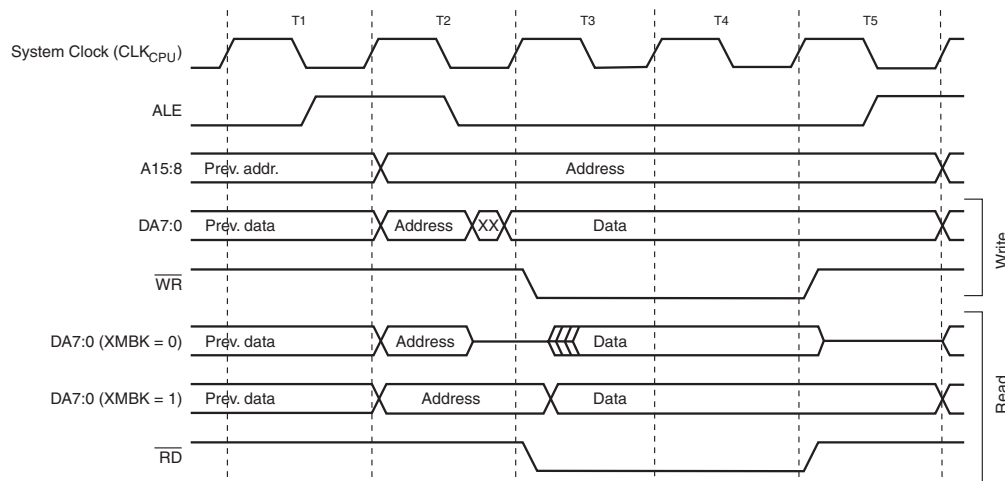 T1 T2 T3 T4 T5
System Clock (CLKCPU)
ALE
A15:8 Prev. addr. Address
DA7:0 Prev. data Address XX Data
WR
Write
DA7:0 (XMBK = 0) Prev. data Address Data
DA7:0 (XMBK = 1) Prev. data Address Data
Read
RD